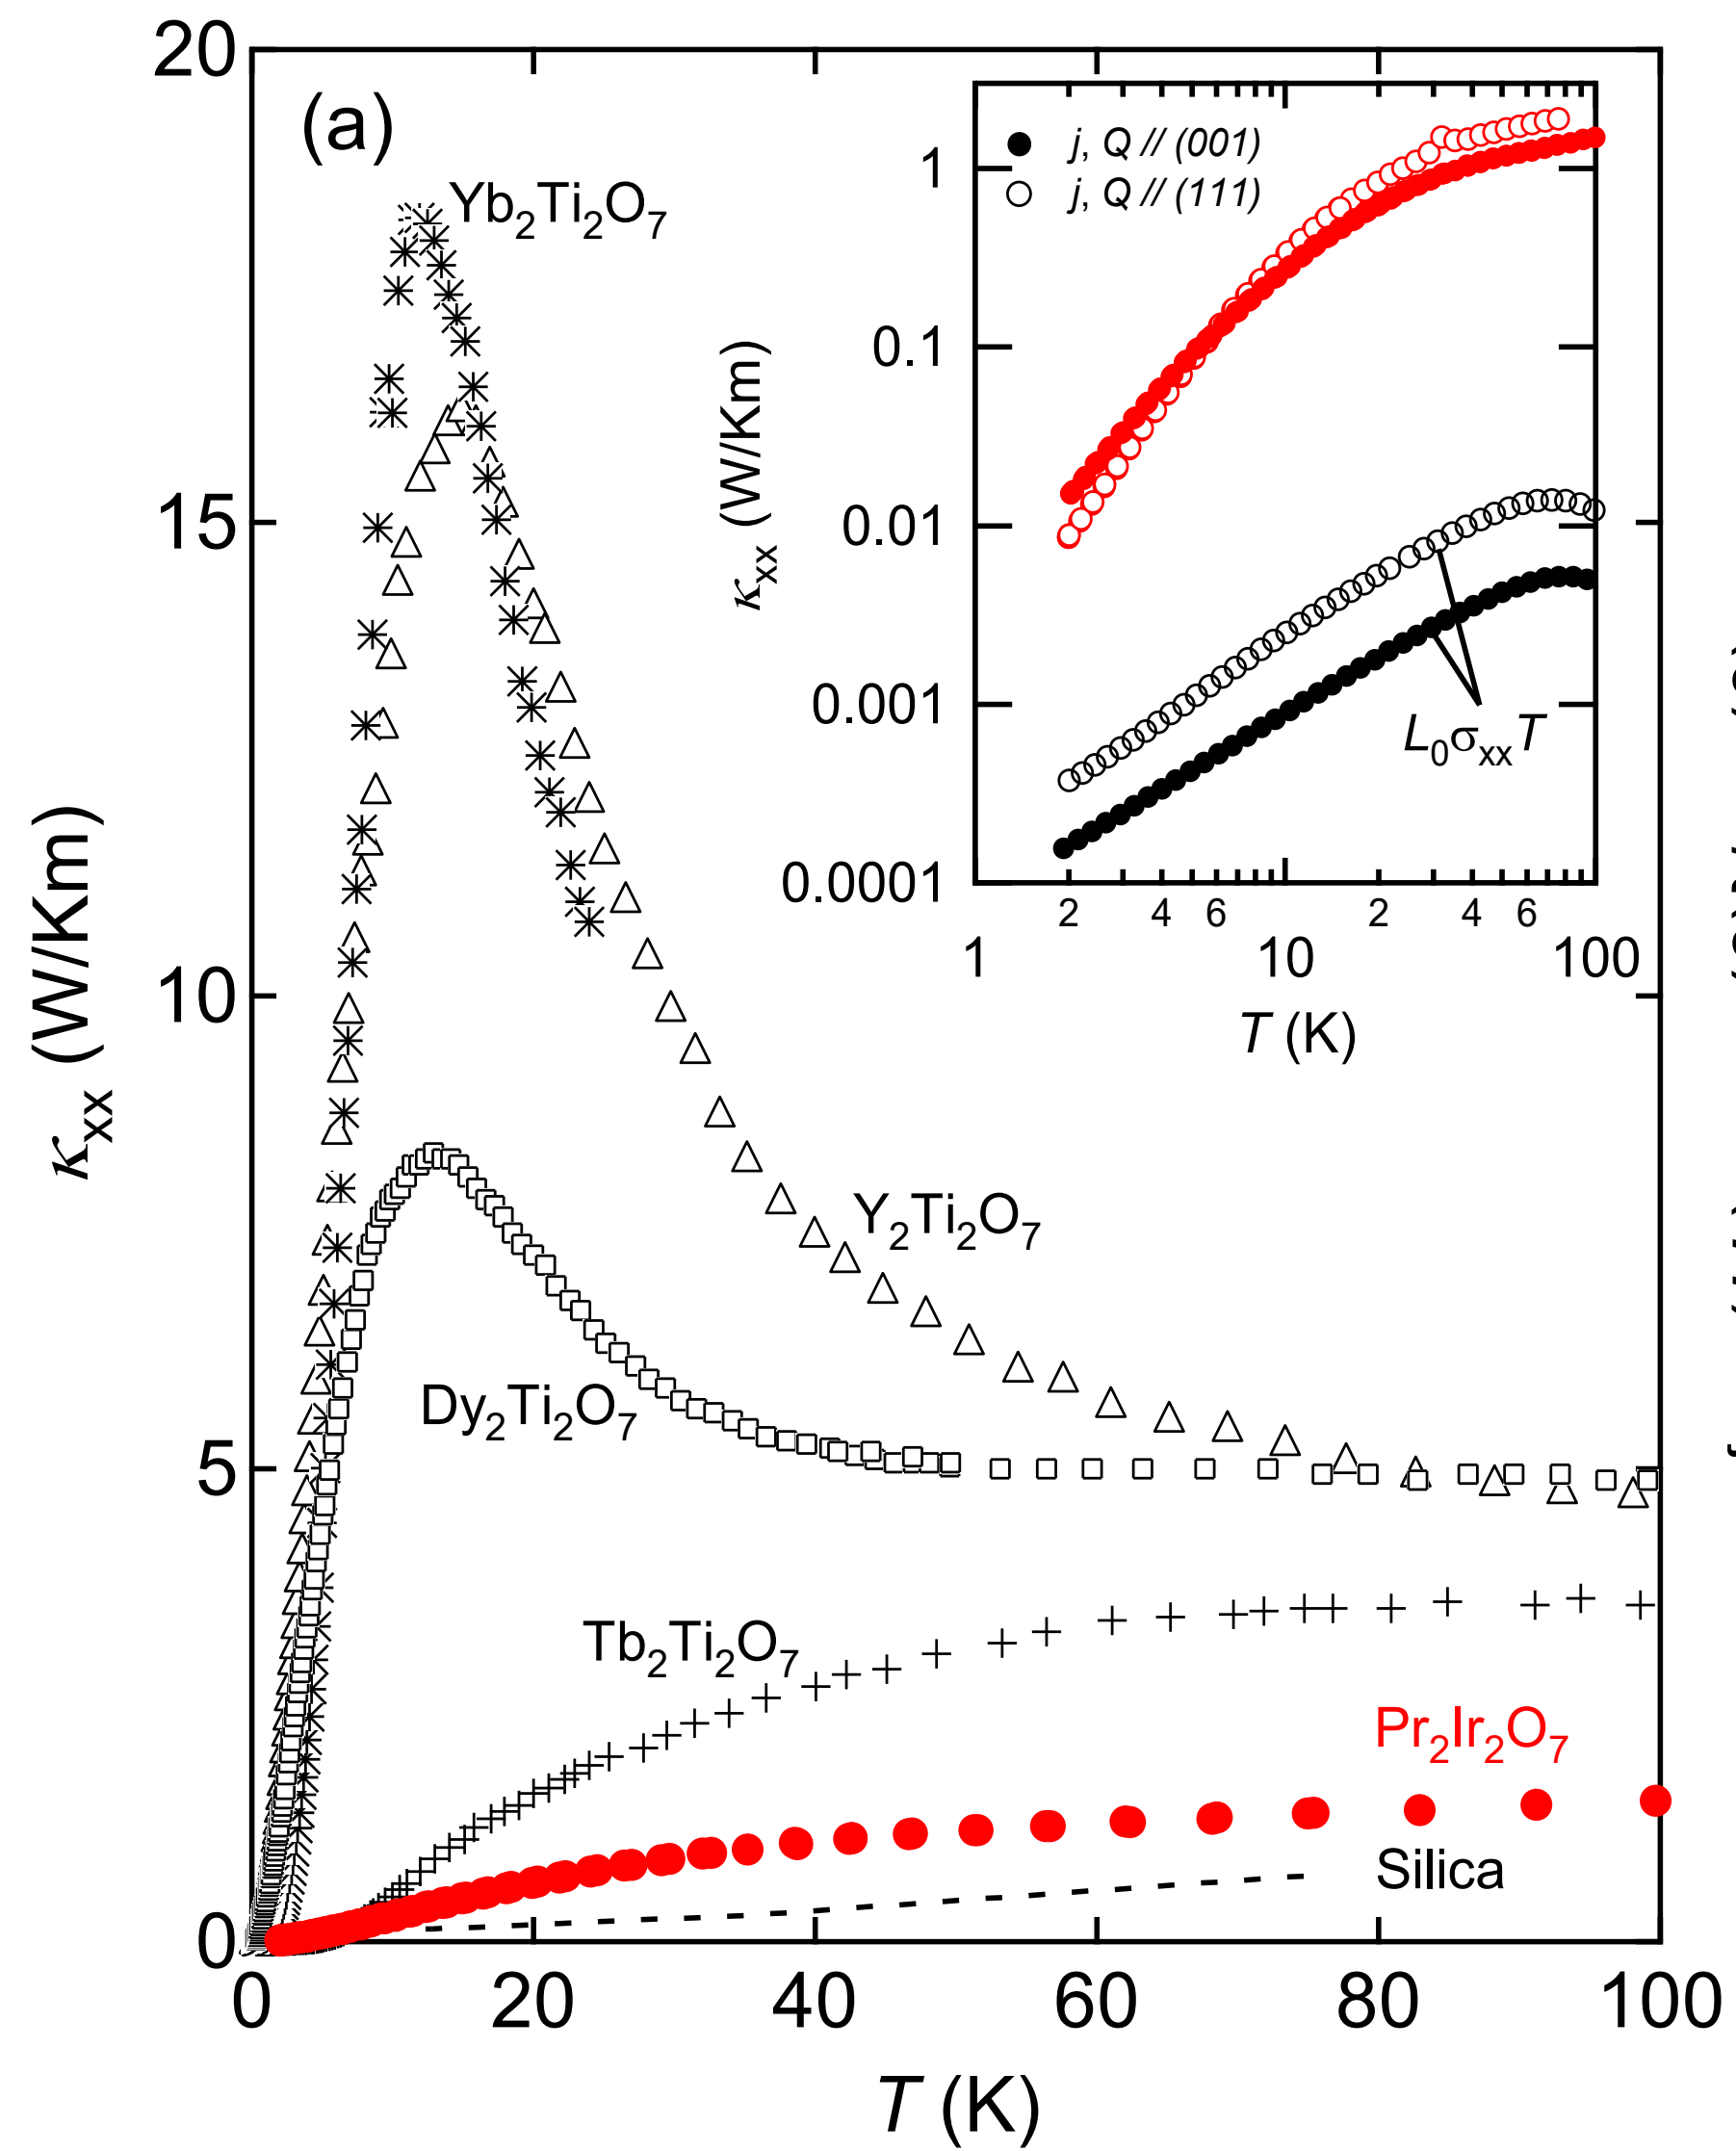 (a)
20
15
10
5
0
κxx (W/Km)
0 20 40 60 80 100
T (K)
Yb2Ti2O7
Y2Ti2O7
Dy2Ti2O7
Tb2Ti2O7
Pr2Ir2O7
Silica
j, Q // (001)
j, Q // (111)
1
0.1
0.01
0.001
0.0001
κxx (W/Km)
L0σxxT
2 4 6 2 4 6
1 10 100
T (K)